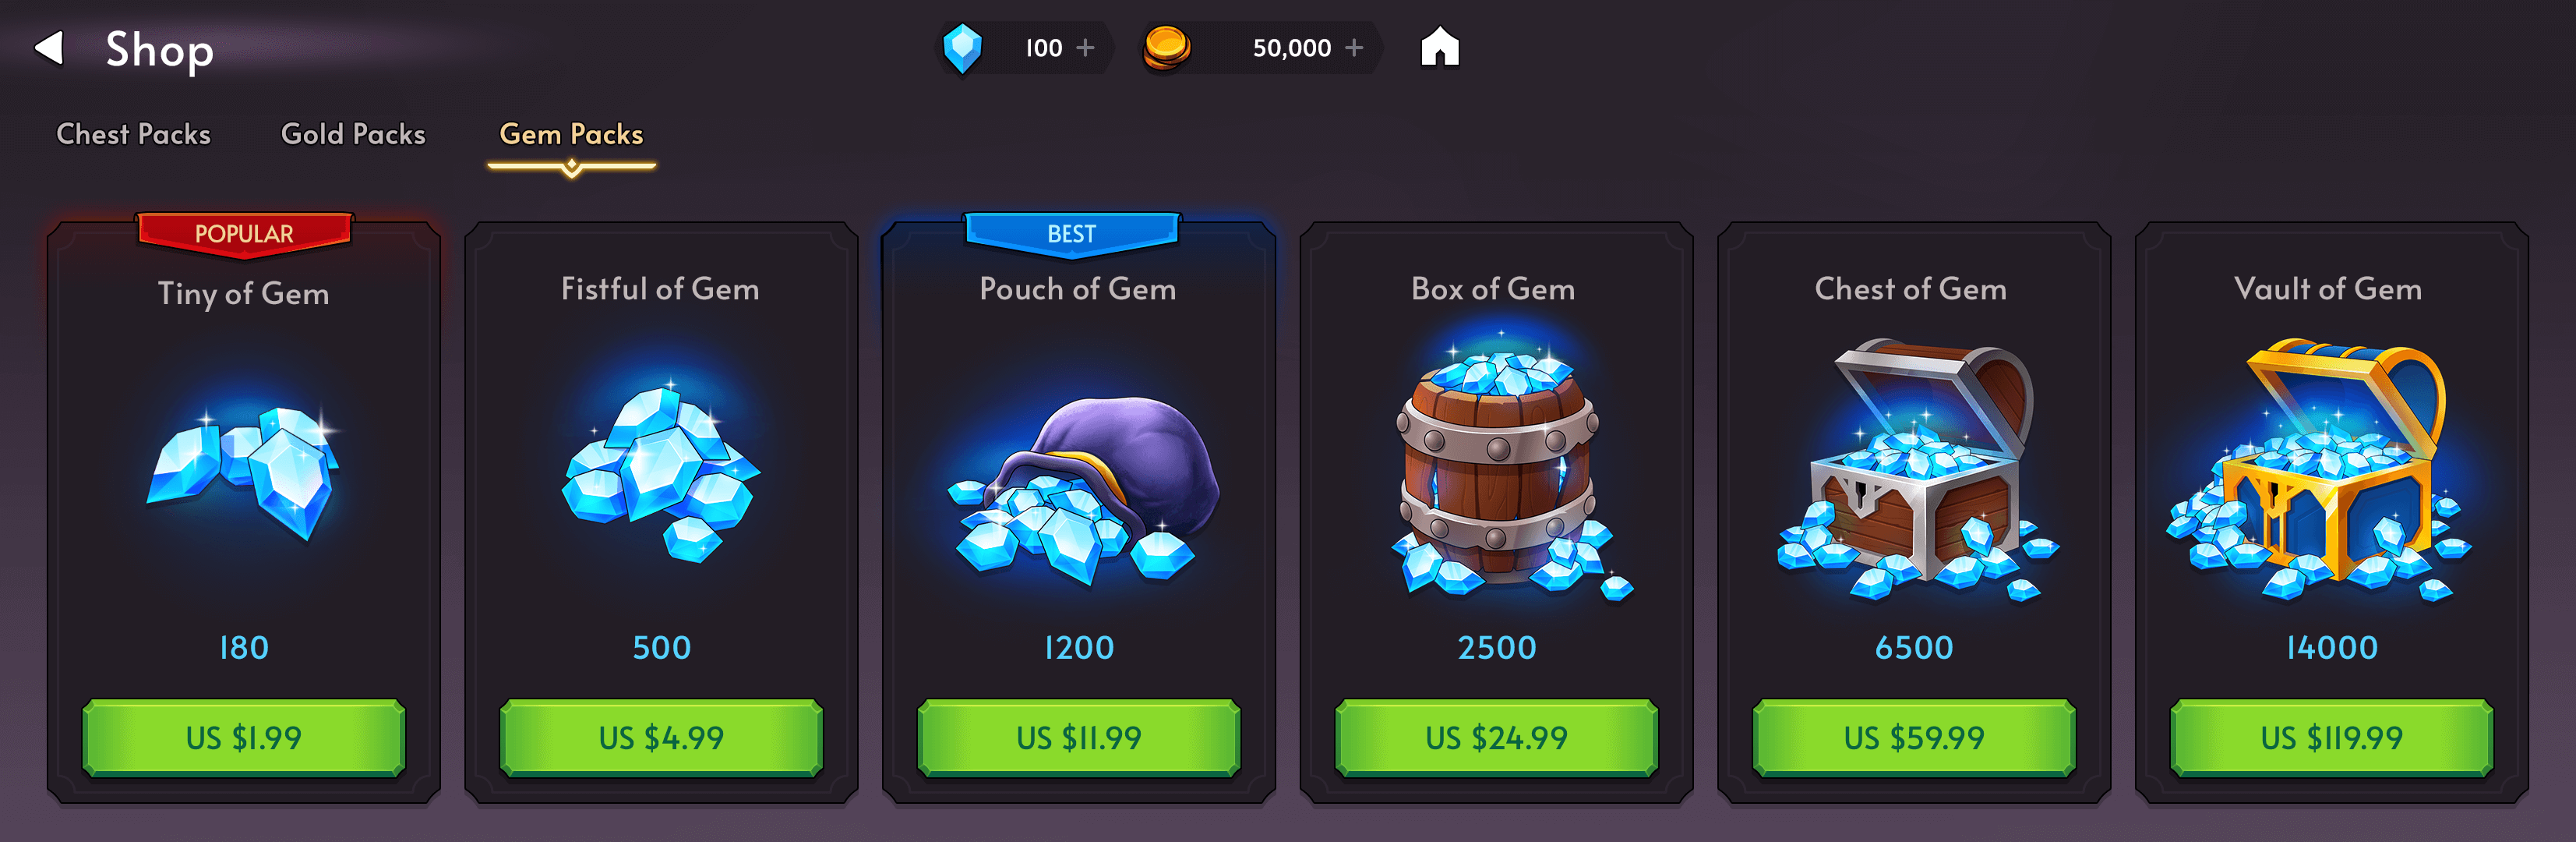 Shop
100 +
50,000 +
Chest Packs
Gold Packs
Gem Packs
POPULAR
Tiny of Gem
180
US $1.99
Fistful of Gem
500
US $4.99
BEST
Pouch of Gem
1200
US $11.99
Box of Gem
2500
US $24.99
Chest of Gem
6500
US $59.99
Vault of Gem
14000
US $119.99